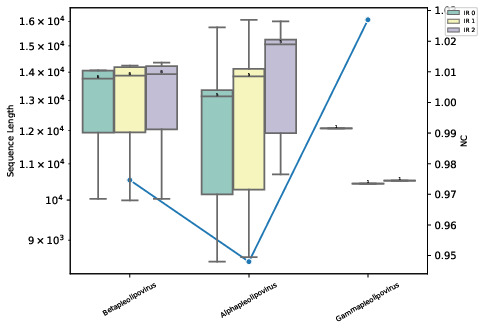 1.6 × 10⁴
1.5 × 10⁴
1.4 × 10⁴
1.3 × 10⁴
1.2 × 10⁴
1.1 × 10⁴
10⁴
9 × 10³
Sequence Length
Betapleolipovirus
Alphapleolipovirus
Gammapleolipovirus
1.02
1.01
1.00
0.99
0.98
0.97
0.96
0.95
NC
IR 0
IR 1
IR 2